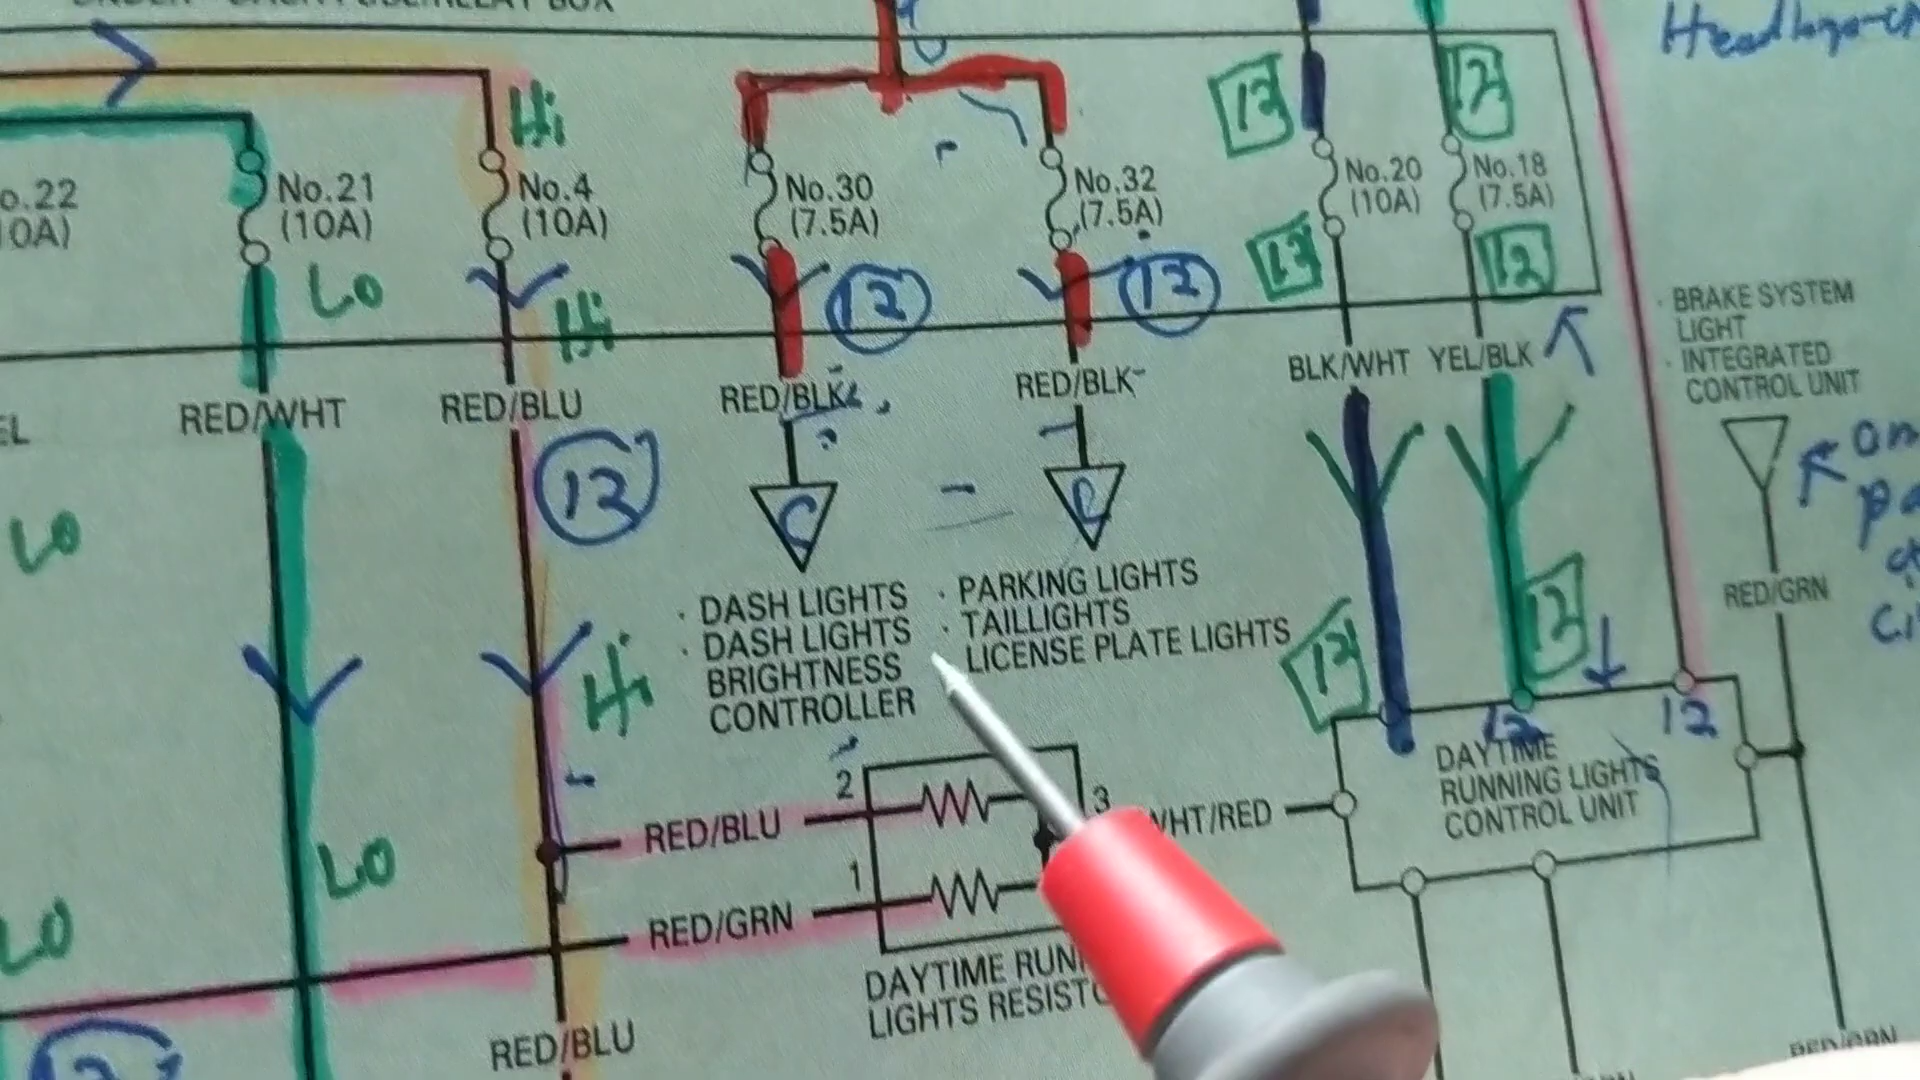 Hi
12
12
No.21
(10A)
No.4
(10A)
No.30
(7.5A)
No.32
(7.5A)
No.20
(10A)
No.18
(7.5A)
LO
Hi
12
12
12
12
BRAKE SYSTEM
LIGHT
INTEGRATED
CONTROL UNIT
RED/WHT
RED/BLU
RED/BLK
RED/BLK
BLK/WHT
YEL/BLK
LO
12
C
· DASH LIGHTS
· DASH LIGHTS
BRIGHTNESS
CONTROLLER
· PARKING LIGHTS
· TAILLIGHTS
LICENSE PLATE LIGHTS
RED/GRN
12
12
Hi
12
12
DAYTIME
RUNNING LIGHTS
CONTROL UNIT
LO
RED/BLU
2
3
WHT/RED
LO
RED/GRN
1
DAYTIME
LIGHTS
RED/BLU